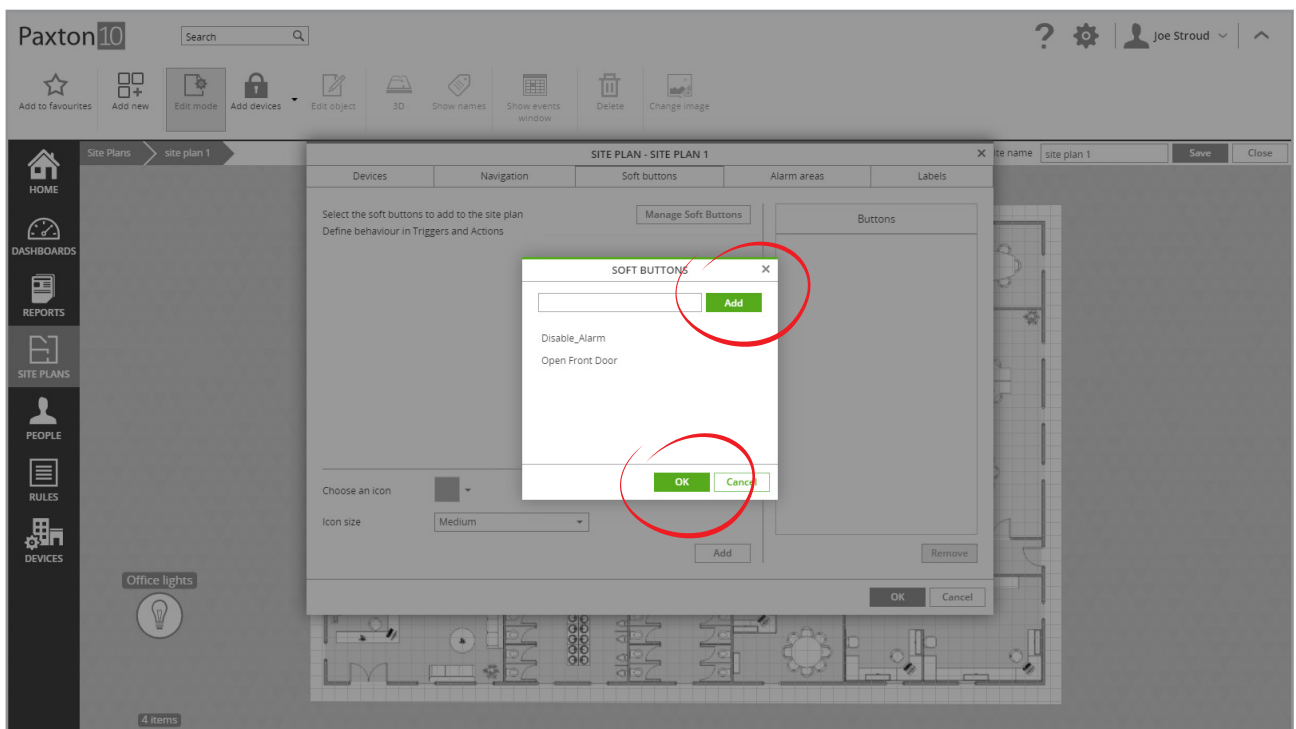 Paxton 10
Search
Joe Stroud
Add to favourites
Add new
Edit mode
Add devices
Edit object
3D
Show names
Show events window
Delete
Change image
Site Plans
site plan 1
SITE PLAN - SITE PLAN 1
ite name
site plan 1
Save
Close
HOME
DASHBOARDS
REPORTS
SITE PLANS
PEOPLE
RULES
DEVICES
Devices
Navigation
Soft buttons
Alarm areas
Labels
Select the soft buttons to add to the site plan
Define behaviour in Triggers and Actions
Manage Soft Buttons
Buttons
SOFT BUTTONS
Add
Disable_Alarm
Open Front Door
OK
Cancel
Choose an icon
Icon size
Medium
Add
Remove
OK
Cancel
Office lights
4 items